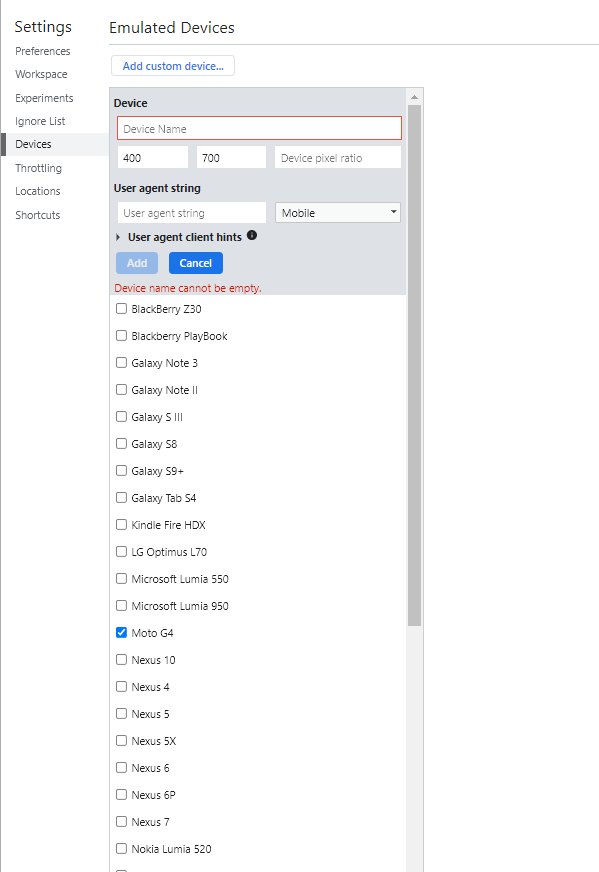 Settings
Preferences
Workspace
Experiments
Ignore List
Devices
Throttling
Locations
Shortcuts
Emulated Devices
Add custom device...
Device
Device Name
400 700 Device pixel ratio
User agent string
User agent string Mobile
User agent client hints
Add Cancel
Device name cannot be empty.
BlackBerry Z30
Blackberry PlayBook
Galaxy Note 3
Galaxy Note II
Galaxy S III
Galaxy S8
Galaxy S9+
Galaxy Tab S4
Kindle Fire HDX
LG Optimus L70
Microsoft Lumia 550
Microsoft Lumia 950
Moto G4
Nexus 10
Nexus 4
Nexus 5
Nexus 5X
Nexus 6
Nexus 6P
Nexus 7
Nokia Lumia 520